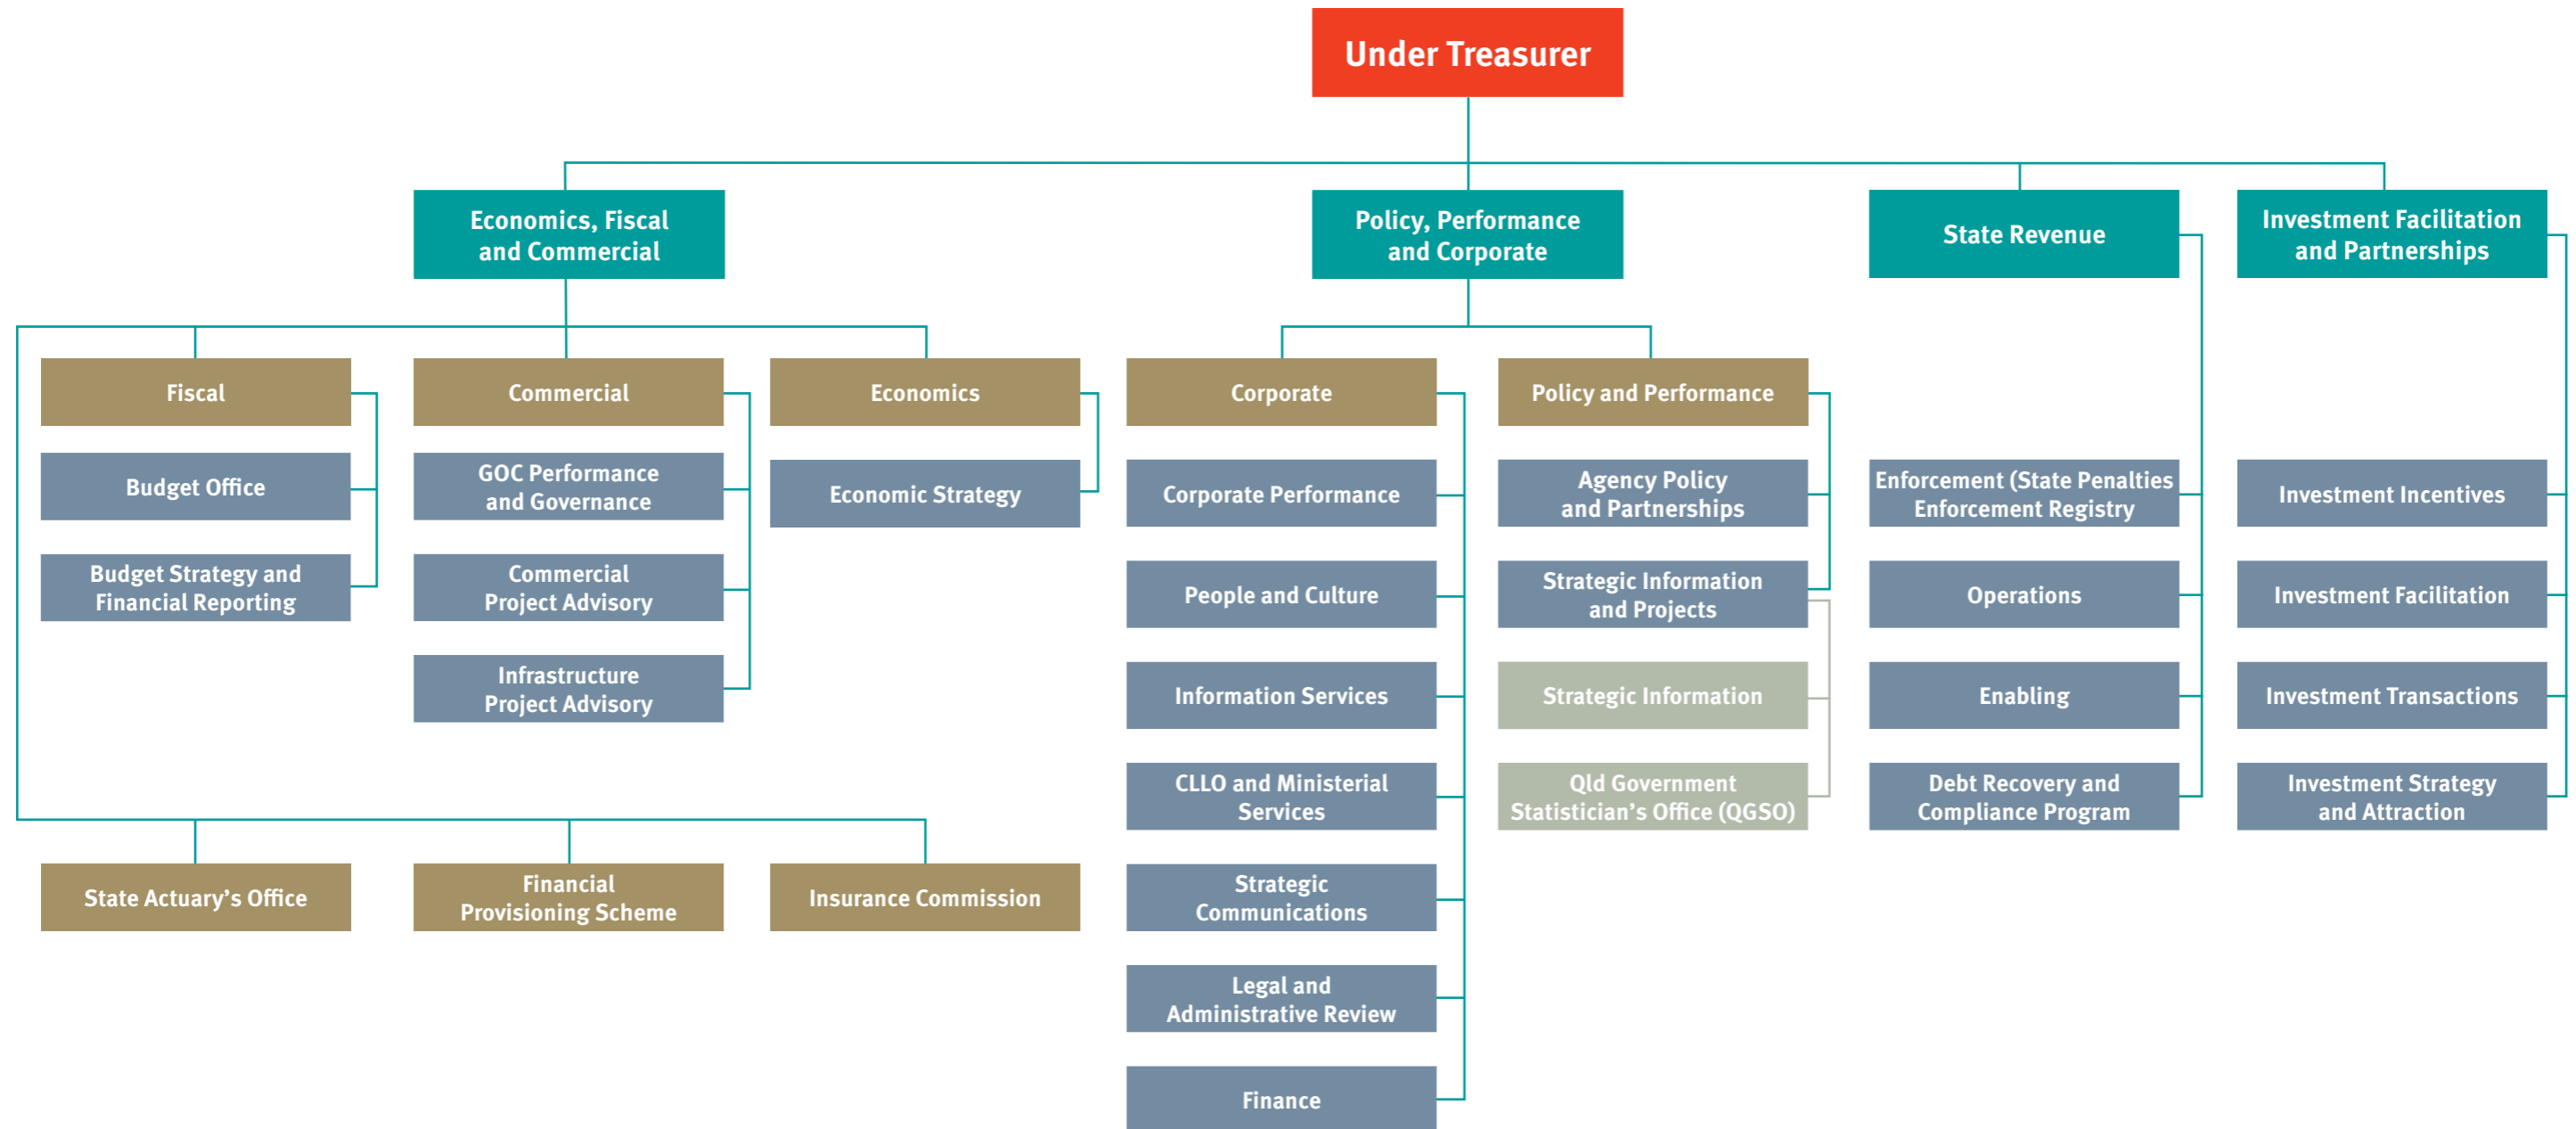 Under Treasurer
Economics, Fiscal
and Commercial
Policy, Performance
and Corporate
State Revenue
Investment Facilitation
and Partnerships
Fiscal
Commercial
Economics
Corporate
Policy and Performance
Budget Office
Budget Strategy and
Financial Reporting
GOC Performance
and Governance
Commercial
Project Advisory
Infrastructure
Project Advisory
Economic Strategy
State Actuary's Office
Financial
Provisioning Scheme
Insurance Commission
Corporate Performance
People and Culture
Information Services
CLLO and Ministerial
Services
Strategic
Communications
Legal and
Administrative Review
Finance
Agency Policy
and Partnerships
Strategic Information
and Projects
Strategic Information
Qld Government
Statistician's Office (QGSO)
Enforcement (State Penalties
Enforcement Registry
Operations
Enabling
Debt Recovery and
Compliance Program
Investment Incentives
Investment Facilitation
Investment Transactions
Investment Strategy
and Attraction